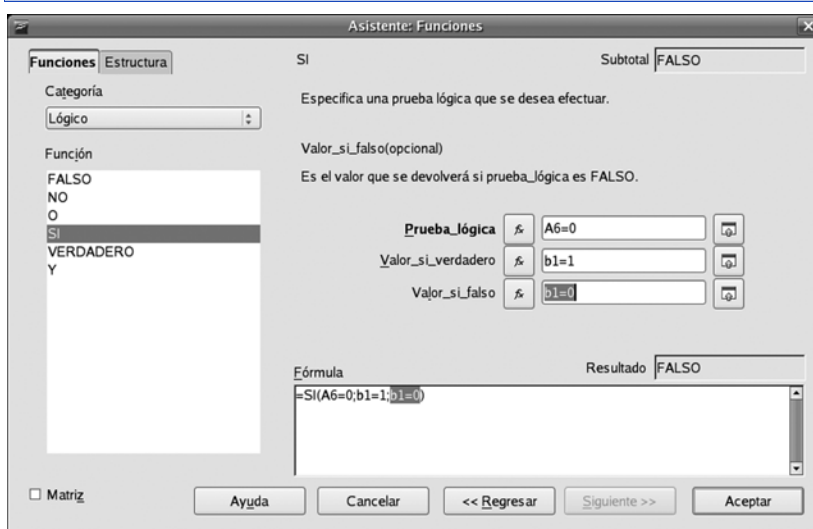 Asistente: Funciones
Funciones Estructura
SI
Subtotal FALSO
Categoría
Lógico
Especifica una prueba lógica que se desea efectuar.
Función
FALSO
NO
O
SI
VERDADERO
Y
Valor_si_falso(opcional)
Es el valor que se devolverá si prueba_lógica es FALSO.
Prueba_lógica fx A6=0
Valor_si_verdadero fx b1=1
Valor_si_falso fx b1=0
Fórmula
Resultado FALSO
=SI(A6=0;b1=1;b1=0)
Matriz
Ayuda
Cancelar
<< Regresar
Siguiente >>
Aceptar